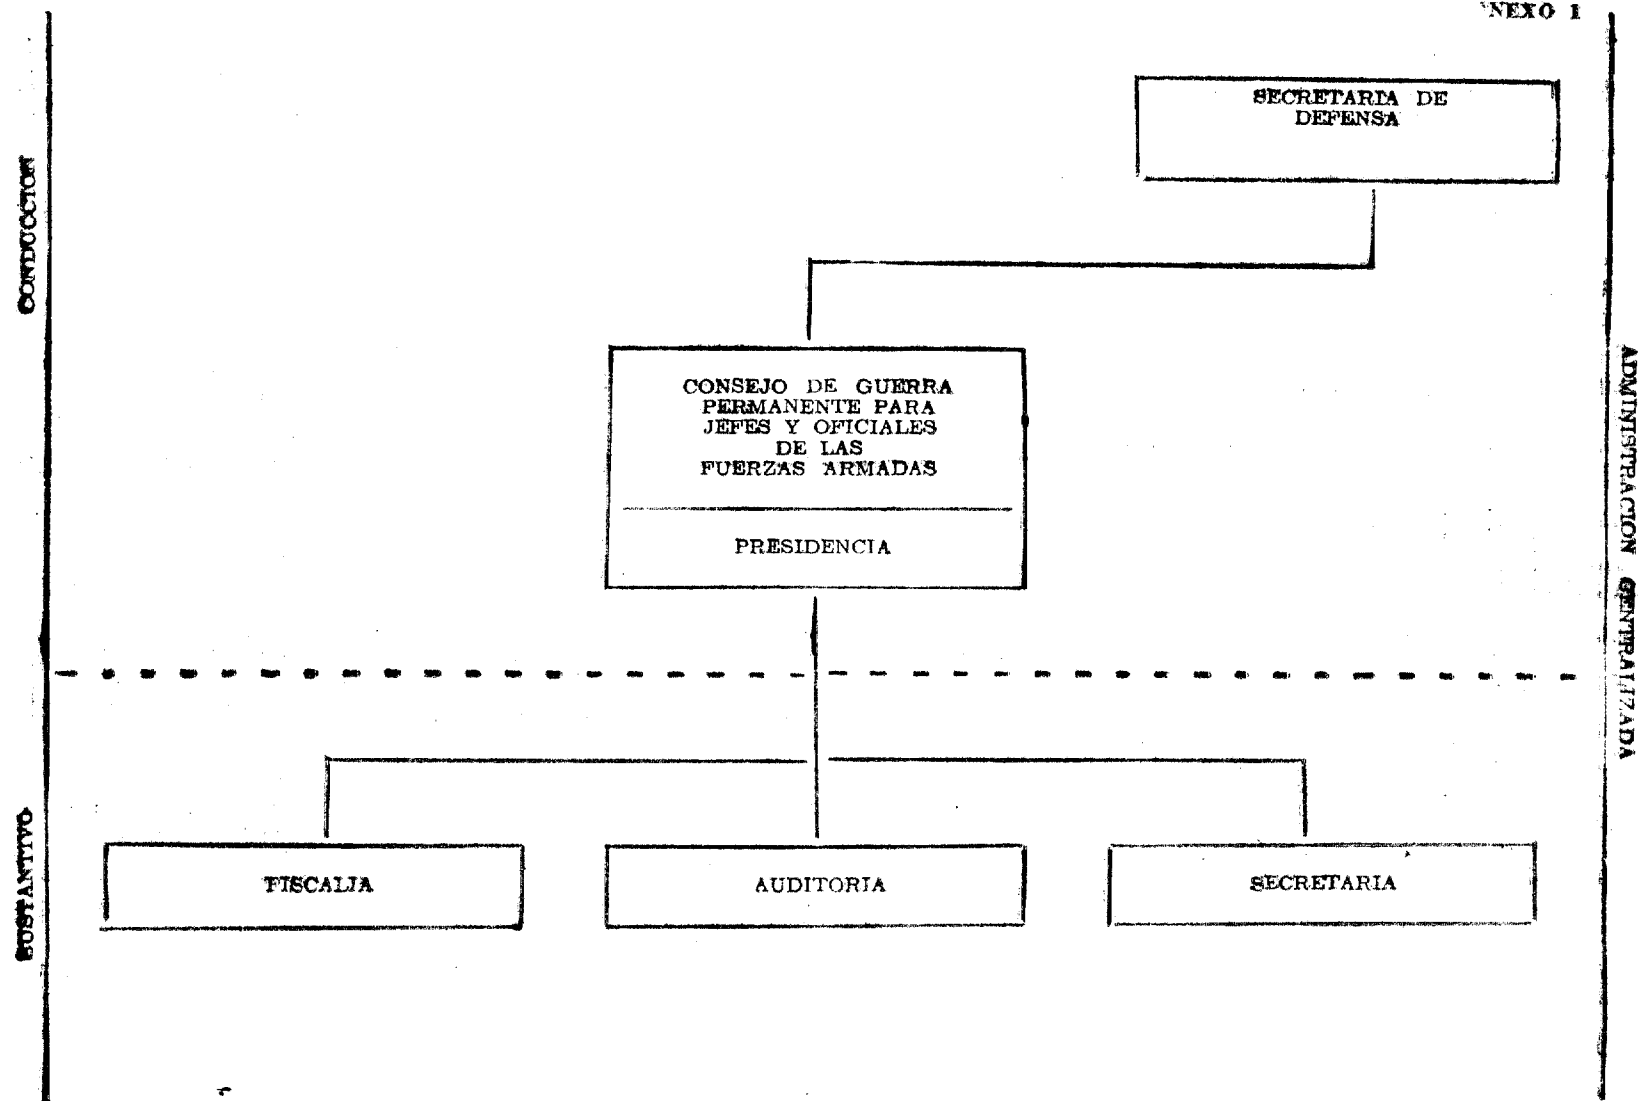 ANEXO 1
SECRETARIA DE
DEFENSA
CONDUCCION
CONSEJO DE GUERRA
PERMANENTE PARA
JEFES Y OFICIALES
DE LAS
FUERZAS ARMADAS
PRESIDENCIA
ADMINISTRACION CENTRALIZADA
SUSTANTIVO
FISCALIA
AUDITORIA
SECRETARIA